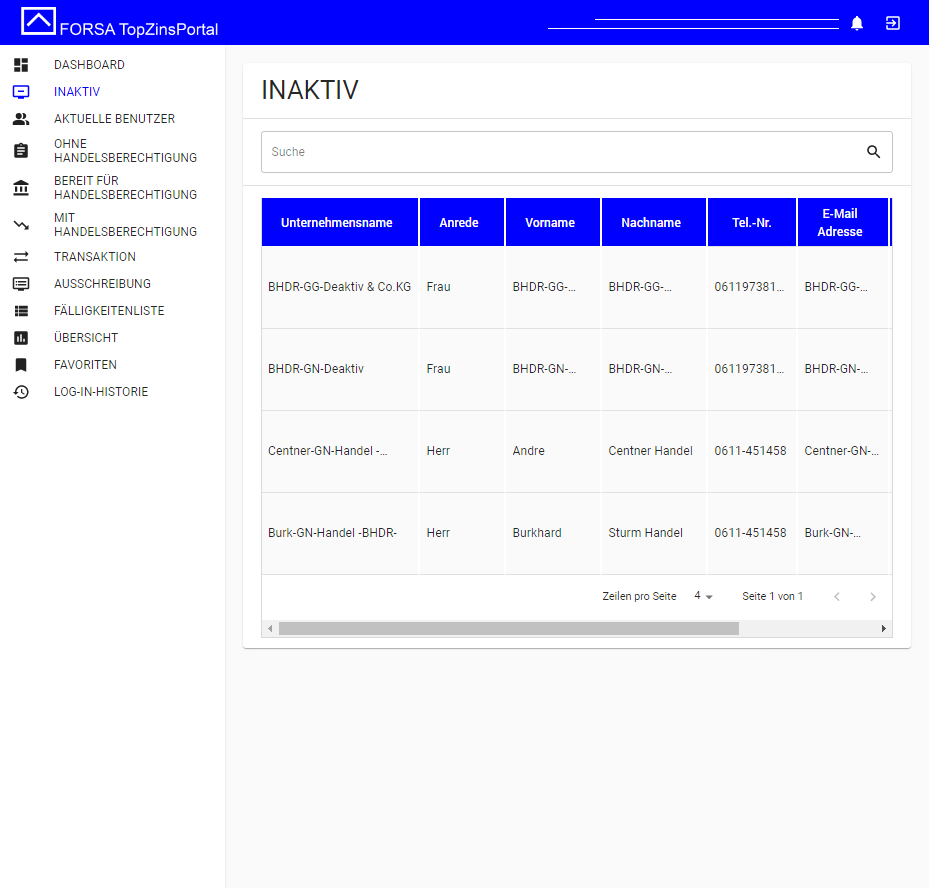 FORSA TopZinsPortal
DASHBOARD
INAKTIV
AKTUELLE BENUTZER
OHNE
HANDELSBERECHTIGUNG
BEREIT FÜR
HANDELSBERECHTIGUNG
MIT
HANDELSBERECHTIGUNG
TRANSAKTION
AUSSCHREIBUNG
FÄLLIGKEITENLISTE
ÜBERSICHT
FAVORITEN
LOG-IN-HISTORIE
INAKTIV
Suche
Unternehmensname Anrede Vorname Nachname Tel.-Nr. E-Mail Adresse
BHDR-GG-Deaktiv & Co.KG Frau BHDR-GG-... BHDR-GG-... 061197381... BHDR-GG-...
BHDR-GN-Deaktiv Frau BHDR-GN-... BHDR-GN-... 061197381... BHDR-GN-...
Centner-GN-Handel -... Herr Andre Centner Handel 0611-451458 Centner-GN-...
Burk-GN-Handel -BHDR- Herr Burkhard Sturm Handel 0611-451458 Burk-GN-...
Zeilen pro Seite 4 Seite 1 von 1